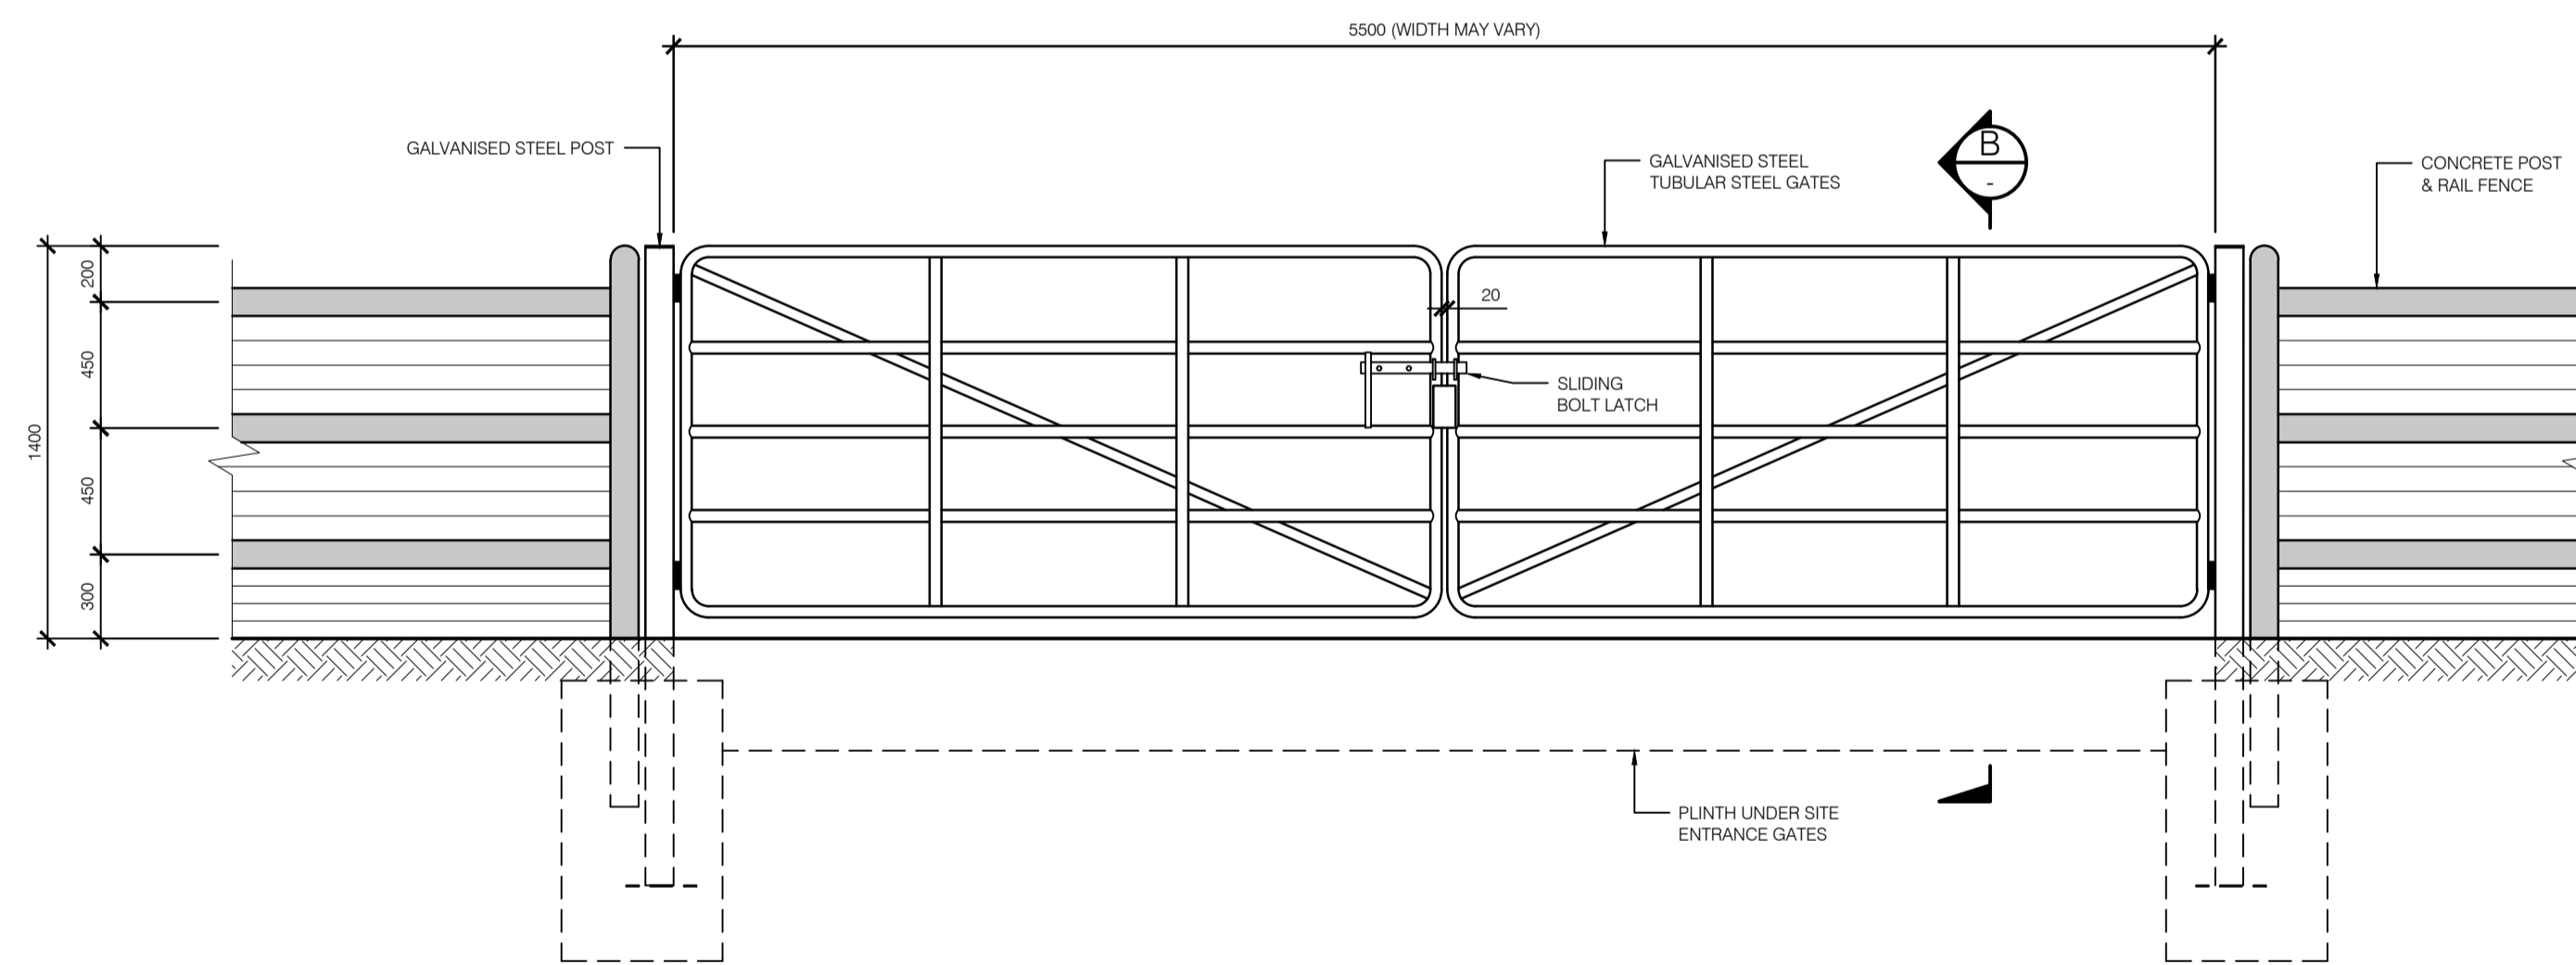 5500 (WIDTH MAY VARY)
GALVANISED STEEL POST
GALVANISED STEEL
TUBULAR STEEL GATES
B
-
CONCRETE POST
& RAIL FENCE
200
450
1400
450
300
20
SLIDING
BOLT LATCH
PLINTH UNDER SITE
ENTRANCE GATES